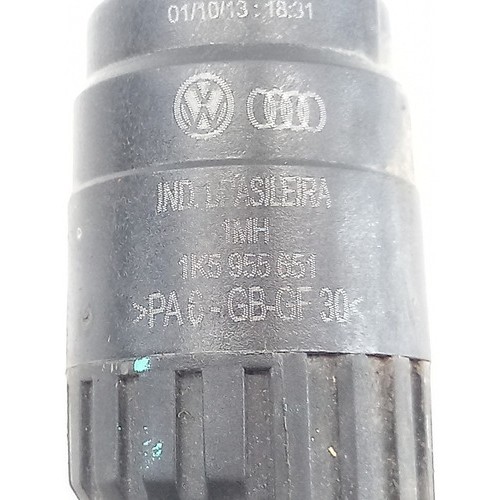 01/10/13 : 18:31
IND. BRASILEIRA
1MH
1K5 955 651
>PA 6 - GB-GF 30<